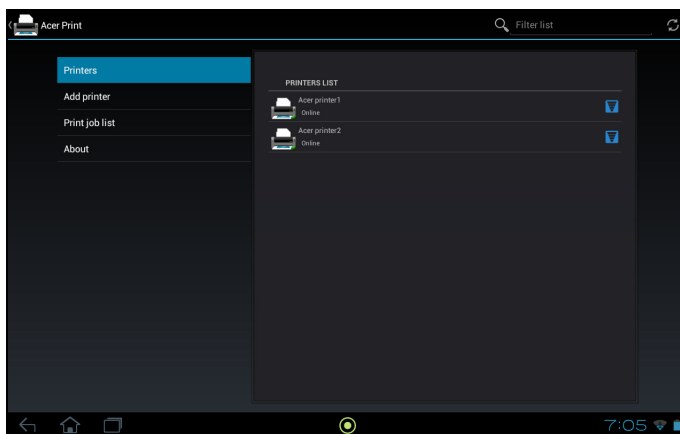 Acer Print
Filter list
Printers
Add printer
Print job list
About
PRINTERS LIST
Acer printer1
Online
Acer printer2
Online
7:05